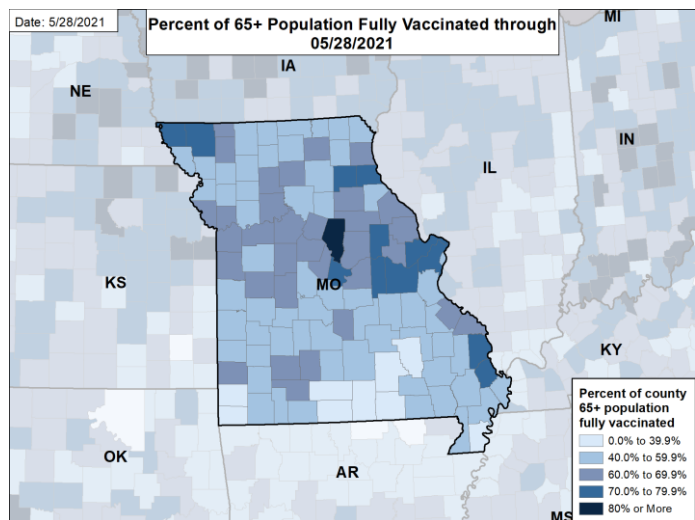 Date: 5/28/2021
Percent of 65+ Population Fully Vaccinated through
05/28/2021
MI
IA
NE
IN
IL
KS
MO
KY
OK
AR
MS
Percent of county
65+ population
fully vaccinated
0.0% to 39.9%
40.0% to 59.9%
60.0% to 69.9%
70.0% to 79.9%
80% or More